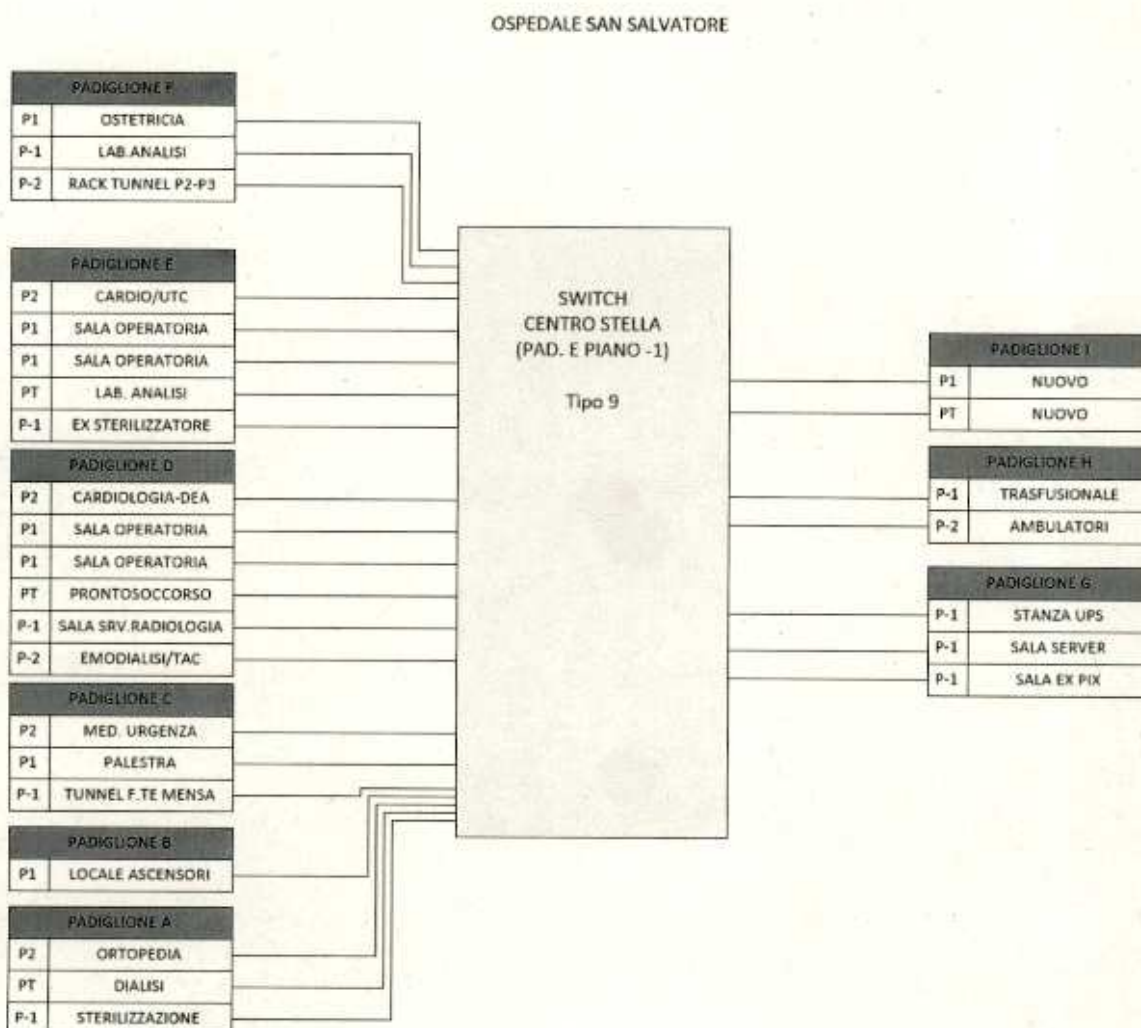 OSPEDALE SAN SALVATORE
PADIGLIONE F
P1 OSTETRICIA
P-1 LAB.ANALISI
P-2 RACK TUNNEL P2-P3
PADIGLIONE E
P2 CARDIO/UTC
P1 SALA OPERATORIA
P1 SALA OPERATORIA
PT LAB. ANALISI
P-1 EX STERILIZZATORE
PADIGLIONE D
P2 CARDIOLOGIA-DEA
P1 SALA OPERATORIA
P1 SALA OPERATORIA
PT PRONTOSOCCORSO
P-1 SALA SRV.RADIOLOGIA
P-2 EMODIALISI/TAC
PADIGLIONE C
P2 MED. URGENZA
P1 PALESTRA
P-1 TUNNEL F.TE MENSA
PADIGLIONE B
P1 LOCALE ASCENSORI
PADIGLIONE A
P2 ORTOPEDIA
PT DIALISI
P-1 STERILIZZAZIONE
SWITCH
CENTRO STELLA
(PAD. E PIANO -1)
Tipo 9
PADIGLIONE I
P1 NUOVO
PT NUOVO
PADIGLIONE H
P-1 TRASFUSIONALE
P-2 AMBULATORI
PADIGLIONE G
P-1 STANZA UPS
P-1 SALA SERVER
P-1 SALA EX PIX